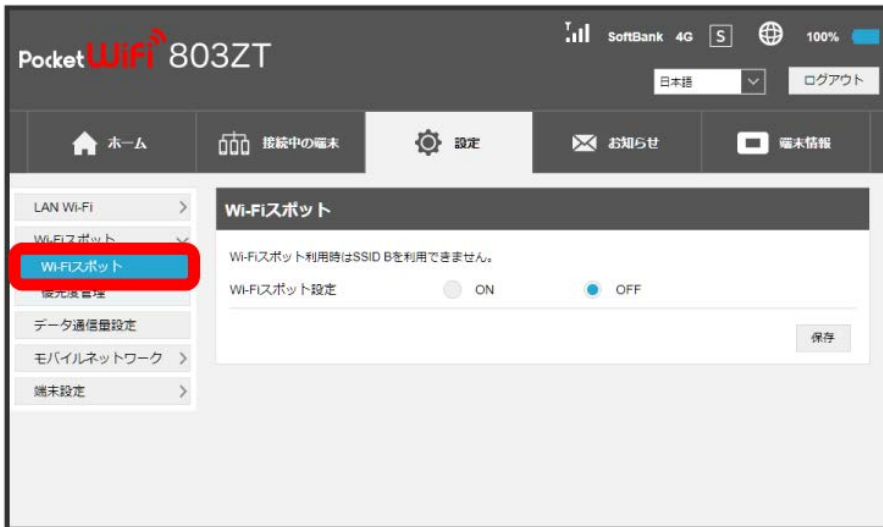 SoftBank 4G S 100%
Pocket WiFi 803ZT
日本語 ログアウト
ホーム 接続中の端末 設定 お知らせ 端末情報
LAN Wi-Fi
Wi-Fiスポット
Wi-Fiスポット
優先度管理
データ通信量設定
モバイルネットワーク
端末設定
Wi-Fiスポット
Wi-Fiスポット利用時はSSID Bを利用できません。
Wi-Fiスポット設定 ON OFF
保存